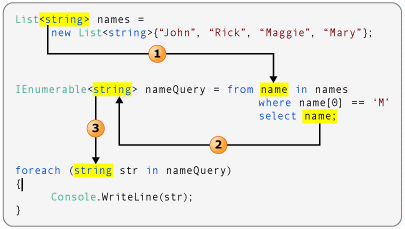 List<string> names =
new List<string>{“John”, “Rick”, “Maggie”, “Mary”};
1
IEnumerable<string> nameQuery = from name in names
where name[0] == ‘M’
select name;
3
2
foreach (string str in nameQuery)
{
Console.WriteLine(str);
}